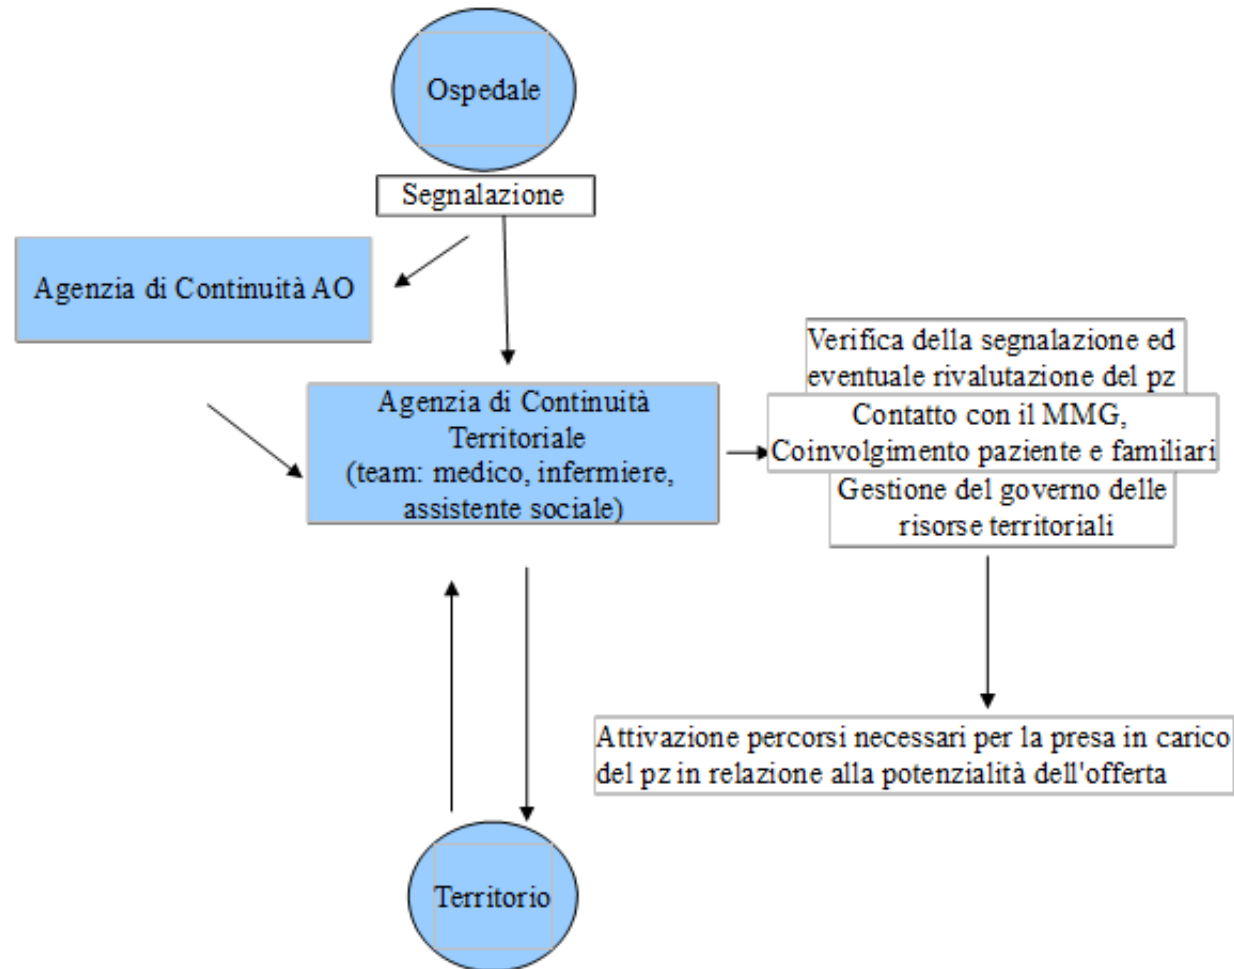 Ospedale
Segnalazione
Agenzia di Continuità AO
Agenzia di Continuità
Territoriale
(team: medico, infermiere,
assistente sociale)
Verifica della segnalazione ed
eventuale rivalutazione del pz
Contatto con il MMG,
Coinvolgimento paziente e familiari
Gestione del governo delle
risorse territoriali
Attivazione percorsi necessari per la presa in carico
del pz in relazione alla potenzialità dell'offerta
Territorio